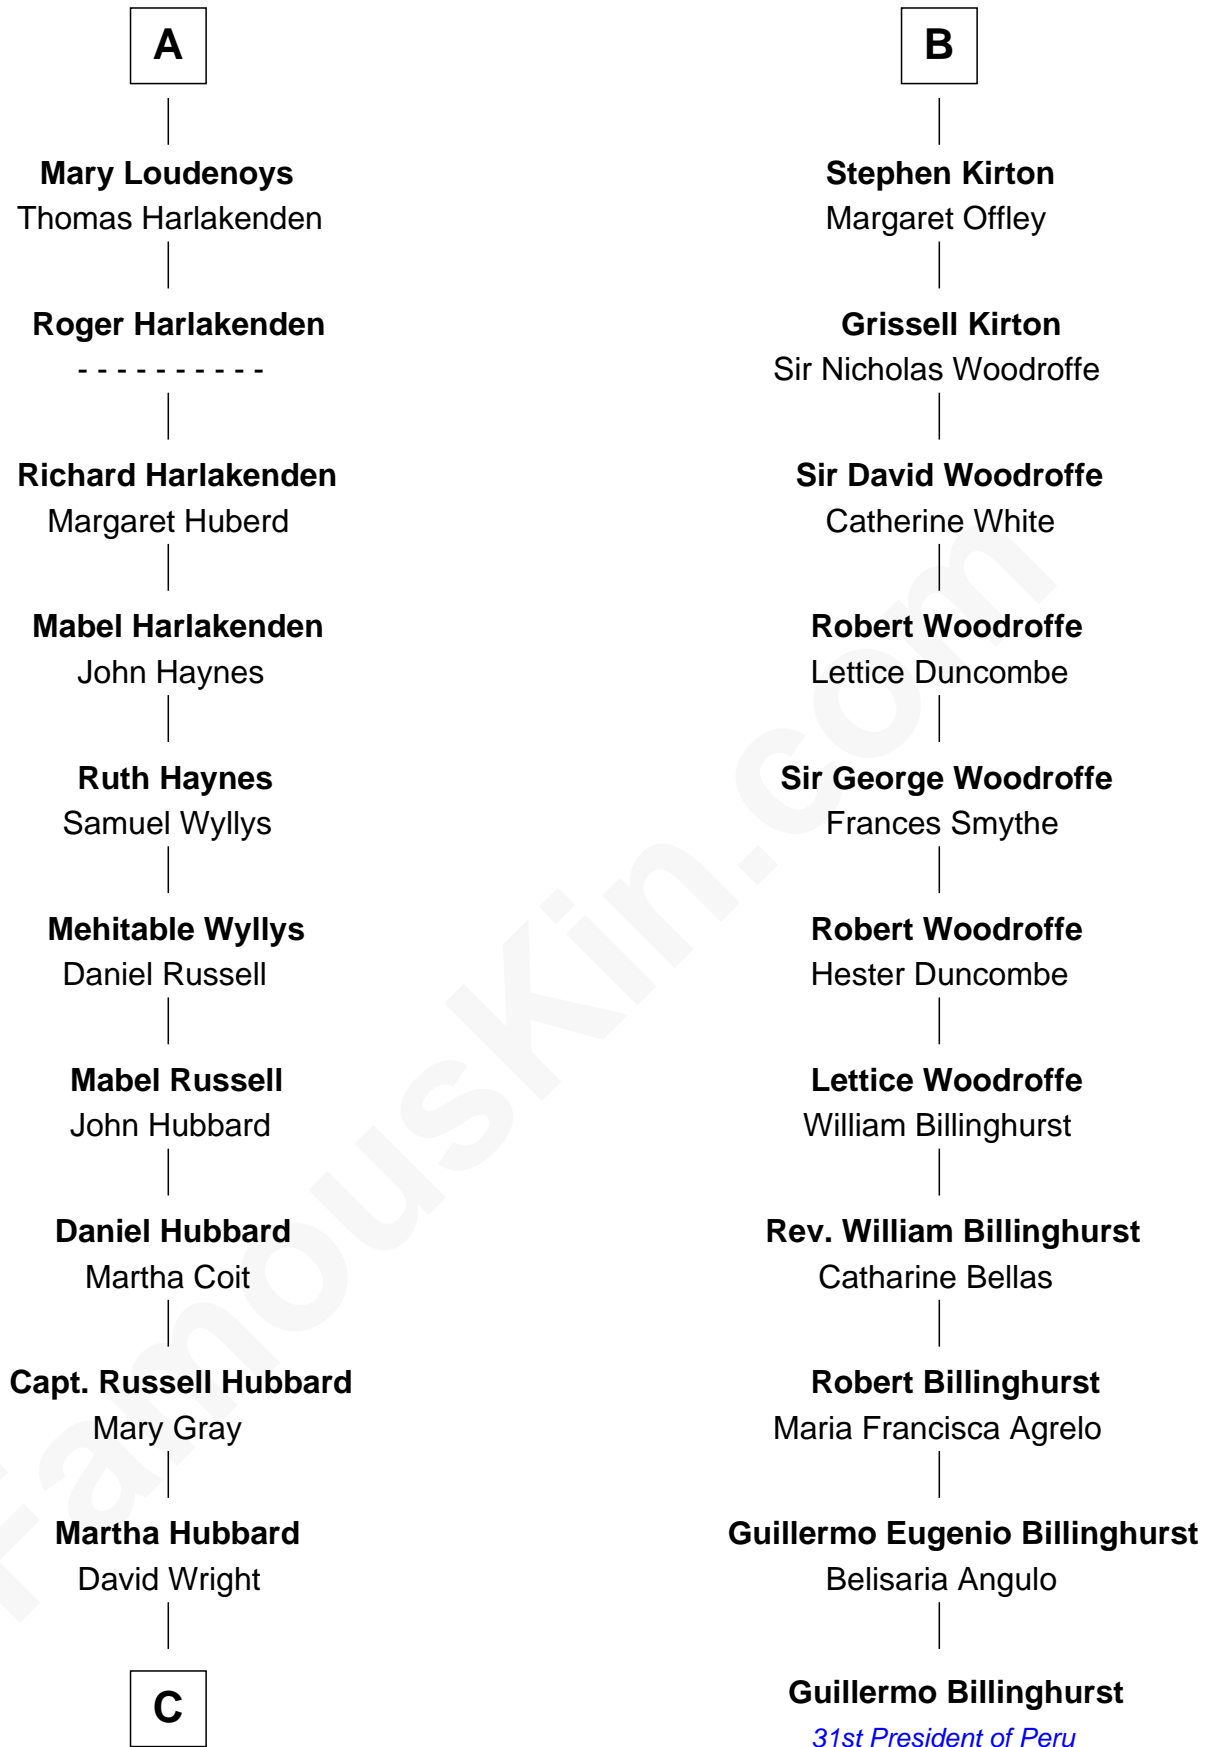 A
Mary Loudenoys
Thomas Harlakenden
Roger Harlakenden
- - - - - - - - - -
Richard Harlakenden
Margaret Huberd
Mabel Harlakenden
John Haynes
Ruth Haynes
Samuel Wyllys
Mehitable Wyllys
Daniel Russell
Mabel Russell
John Hubbard
Daniel Hubbard
Martha Coit
Capt. Russell Hubbard
Mary Gray
Martha Hubbard
David Wright
C
B
Stephen Kirton
Margaret Offley
Grissell Kirton
Sir Nicholas Woodroffe
Sir David Woodroffe
Catherine White
Robert Woodroffe
Lettice Duncombe
Sir George Woodroffe
Frances Smythe
Robert Woodroffe
Hester Duncombe
Lettice Woodroffe
William Billinghurst
Rev. William Billinghurst
Catharine Bellas
Robert Billinghurst
Maria Francisca Agrelo
Guillermo Eugenio Billinghurst
Belisaria Angulo
Guillermo Billinghurst
31st President of Peru
FamousKin.com